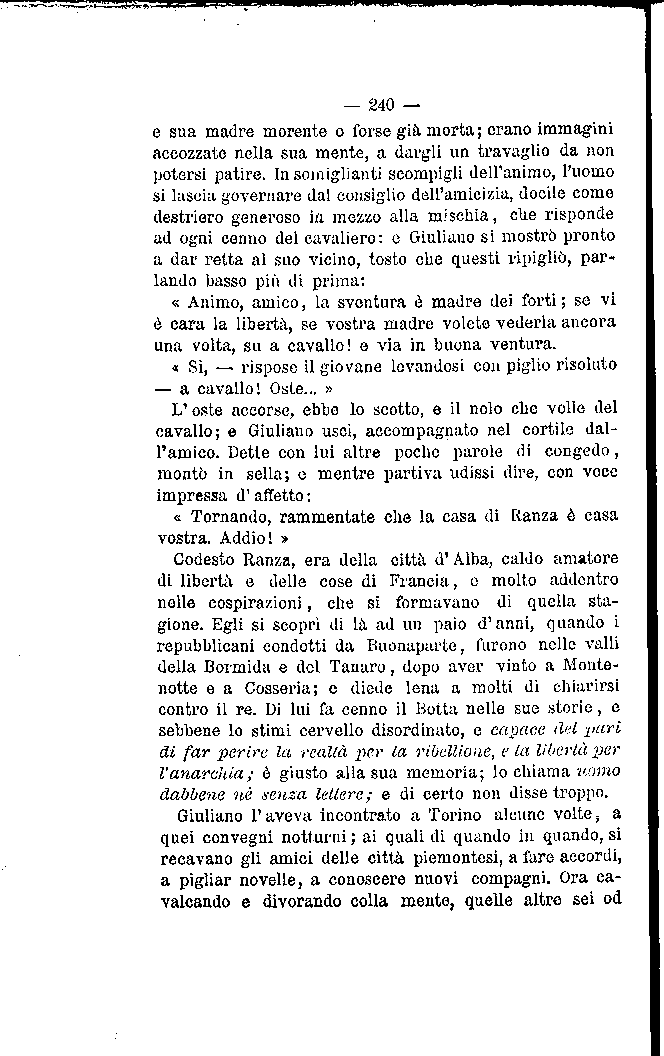 — 240 —
e sua madre morente o forse già morta; erano immagini
accozzate nella sua mente, a dargli un travaglio da non
potersi patire. In somiglianti scompigli dell'animo, l'uomo
si lascia governare dal consiglio dell'amicizia, docile come
destriero generoso in mezzo alla mischia, che risponde
ad ogni cenno del cavaliero: e Giuliano si mostrò pronto
a dar retta al suo vicino, tosto che questi ripigliò, par-
lando basso più di prima:
« Animo, amico, la sventura è madre dei forti; se vi
è cara la libertà, se vostra madre volete vederla ancora
una volta, su a cavallo! e via in buona ventura.
« Sì, — rispose il giovane levandosi con piglio risoluto
— a cavallo! Oste... »
L'oste accorse, ebbe lo scotto, e il nolo che volle del
cavallo; e Giuliano uscì, accompagnato nel cortile dal-
l'amico. Dette con lui altre poche parole di congedo,
montò in sella; e mentre partiva udissi dire, con voce
impressa d'affetto:
« Tornando, rammentate che la casa di Ranza è casa
vostra. Addio! »
Codesto Ranza, era della città d'Alba, caldo amatore
di libertà e delle cose di Francia, e molto addentro
nelle cospirazioni, che si formavano di quella sta-
gione. Egli si scoprì di là ad un paio d'anni, quando i
repubblicani condotti da Buonaparte, furono nelle valli
della Bormida e del Tanaro, dopo aver vinto a Monte-
notte e a Cosseria; e diede lena a molti di chiarirsi
contro il re. Di lui fa cenno il Botta nelle sue storie, e
sebbene lo stimi cervello disordinato, e capace del pari
di far perire la realtà per la ribellione, e la libertà per
l'anarchia; è giusto alla sua memoria; lo chiama uomo
dabbene nè senza lettere; e di certo non disse troppo.
Giuliano l'aveva incontrato a Torino alcune volte, a
quei convegni notturni; ai quali di quando in quando, si
recavano gli amici delle città piemontesi, a fare accordi,
a pigliar novelle, a conoscere nuovi compagni. Ora ca-
valcando e divorando colla mente, quelle altre sei od